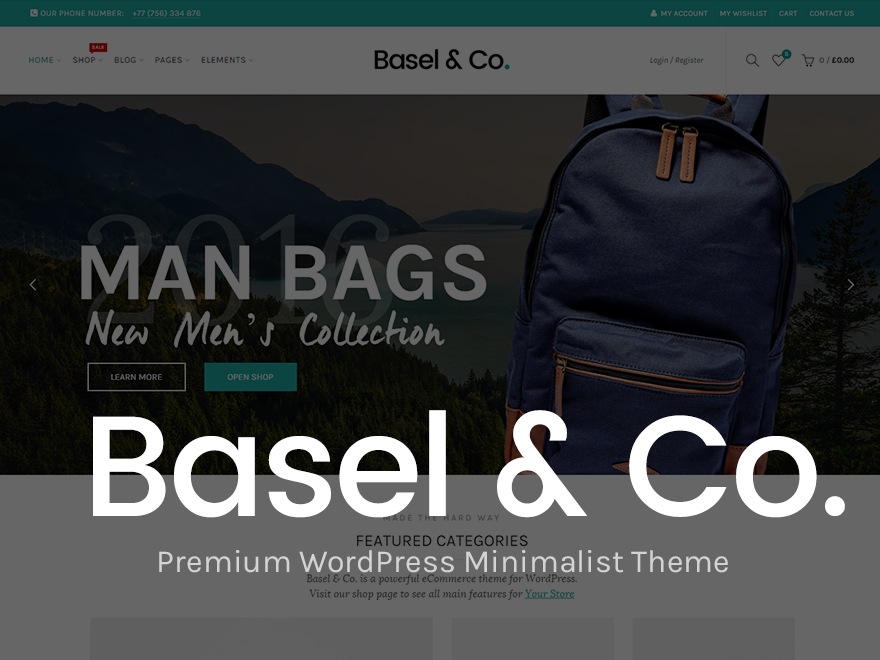 OUR PHONE NUMBER: +77 (756) 334 876
MY ACCOUNT MY WISHLIST CART CONTACT US
SALE
HOME SHOP BLOG PAGES ELEMENTS
Basel & Co.
Login / Register
0
0 / £0.00
2016
MAN BAGS
New Men's Collection
LEARN MORE
OPEN SHOP
Basel & Co.
MADE THE HARD WAY
FEATURED CATEGORIES
Premium WordPress Minimalist Theme
Basel & Co. is a powerful eCommerce theme for WordPress.
Visit our shop page to see all main features for Your Store